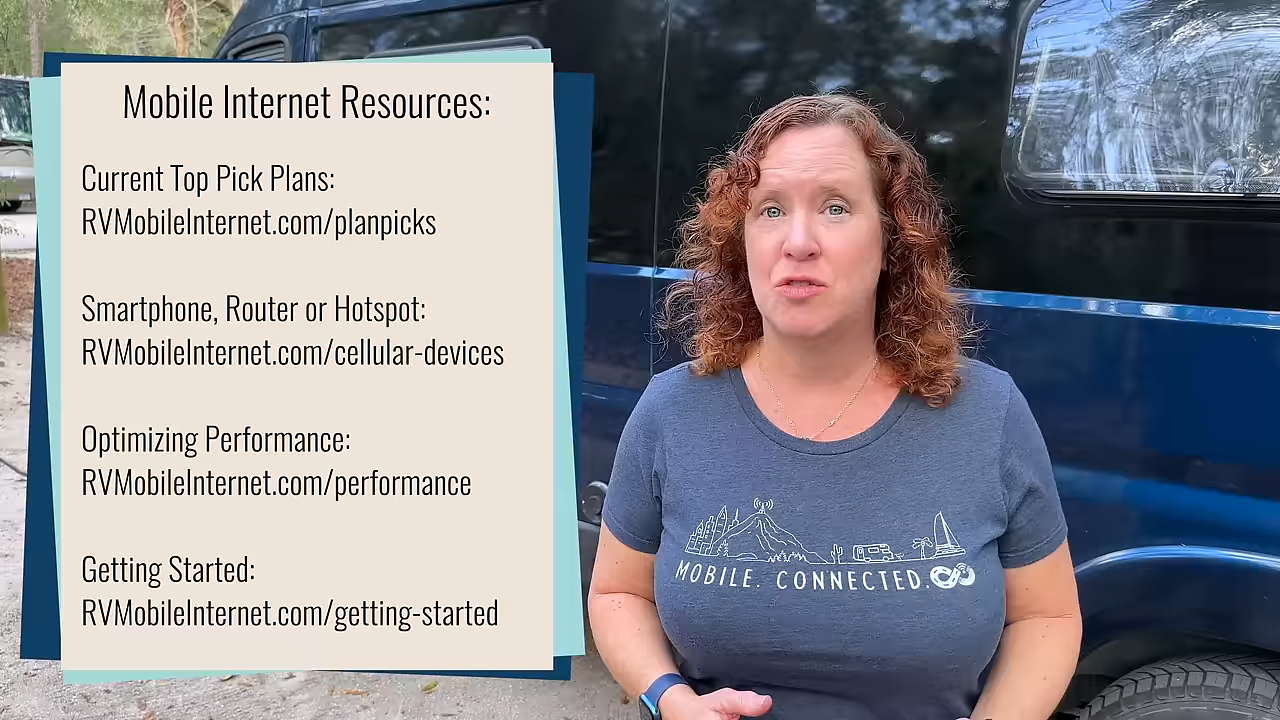 Mobile Internet Resources:
Current Top Pick Plans:
RVMobileInternet.com/planpicks
Smartphone, Router or Hotspot:
RVMobileInternet.com/cellular-devices
Optimizing Performance:
RVMobileInternet.com/performance
Getting Started:
RVMobileInternet.com/getting-started
MOBILE. CONNECTED.